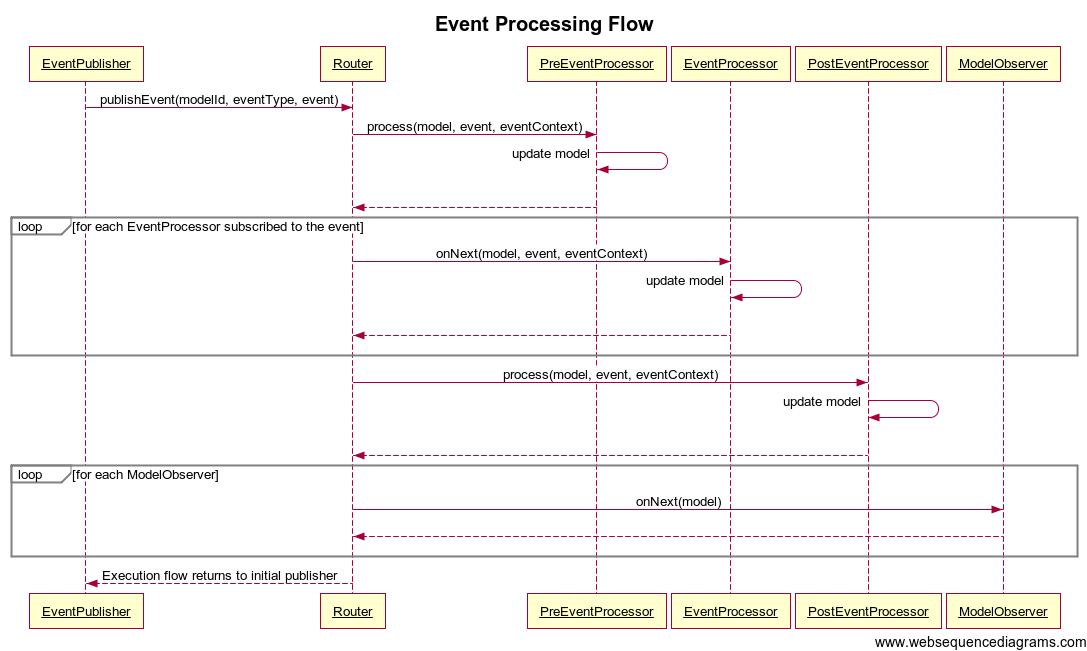 Event Processing Flow
EventPublisher Router PreEventProcessor EventProcessor PostEventProcessor ModelObserver
publishEvent(modelId, eventType, event)
process(model, event, eventContext)
update model
loop [for each EventProcessor subscribed to the event]
onNext(model, event, eventContext)
update model
process(model, event, eventContext)
update model
loop [for each ModelObserver]
onNext(model)
Execution flow returns to initial publisher
EventPublisher Router PreEventProcessor EventProcessor PostEventProcessor ModelObserver
www.websequencediagrams.com